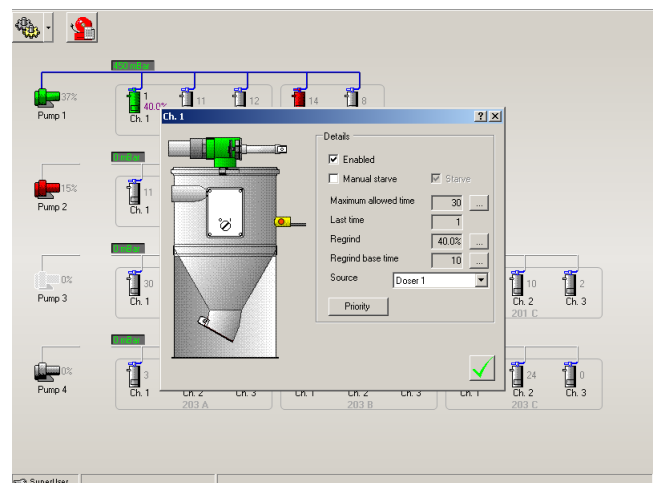 450 mBar
37%
Pump 1
1
40.0%
11
12
14
8
Ch. 1
Ch. 1
Details
Enabled
Manual starve
Starve
Maximum allowed time
30
...
Last time
1
Regrind
40.0%
...
Regrind base time
10
...
Source
Doser 1
Priority
0 mBar
15%
Pump 2
11
Ch. 1
0 mBar
0%
Pump 3
30
Ch. 1
10
2
Ch. 2
Ch. 3
201 C
0 mBar
0%
Pump 4
3
24
0
Ch. 1
Ch. 2
Ch. 3
Ch. 1
Ch. 2
Ch. 3
Ch. 1
Ch. 2
Ch. 3
203 A
203 B
203 C
SuperUser